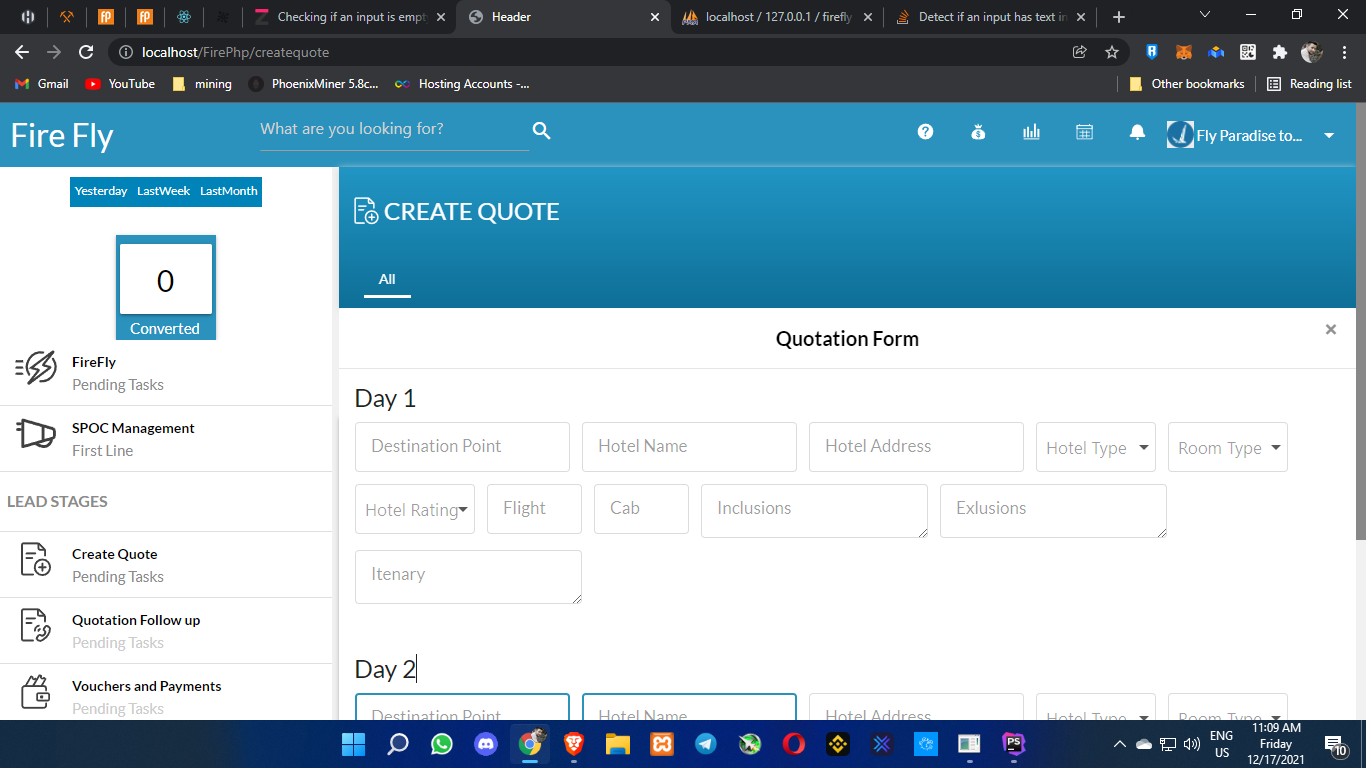 Checking if an input is empt
Header
localhost / 127.0.0.1 / firefly
Detect if an input has text in
localhost/FirePhp/createquote
Gmail
YouTube
mining
PhoenixMiner 5.8c...
Hosting Accounts -...
Other bookmarks
Reading list
Fire Fly
What are you looking for?
Fly Paradise to...
Yesterday LastWeek LastMonth
0
Converted
FireFly
Pending Tasks
SPOC Management
First Line
LEAD STAGES
Create Quote
Pending Tasks
Quotation Follow up
Pending Tasks
Vouchers and Payments
Pending Tasks
CREATE QUOTE
All
Quotation Form
×
Day 1
Destination Point Hotel Name Hotel Address Hotel Type Room Type
Hotel Rating Flight Cab Inclusions Exlusions
Itenary
Day 2
Destination Point Hotel Name Hotel Address Hotel Type Room Type
ENG
US
11:09 AM
Friday
12/17/2021
10